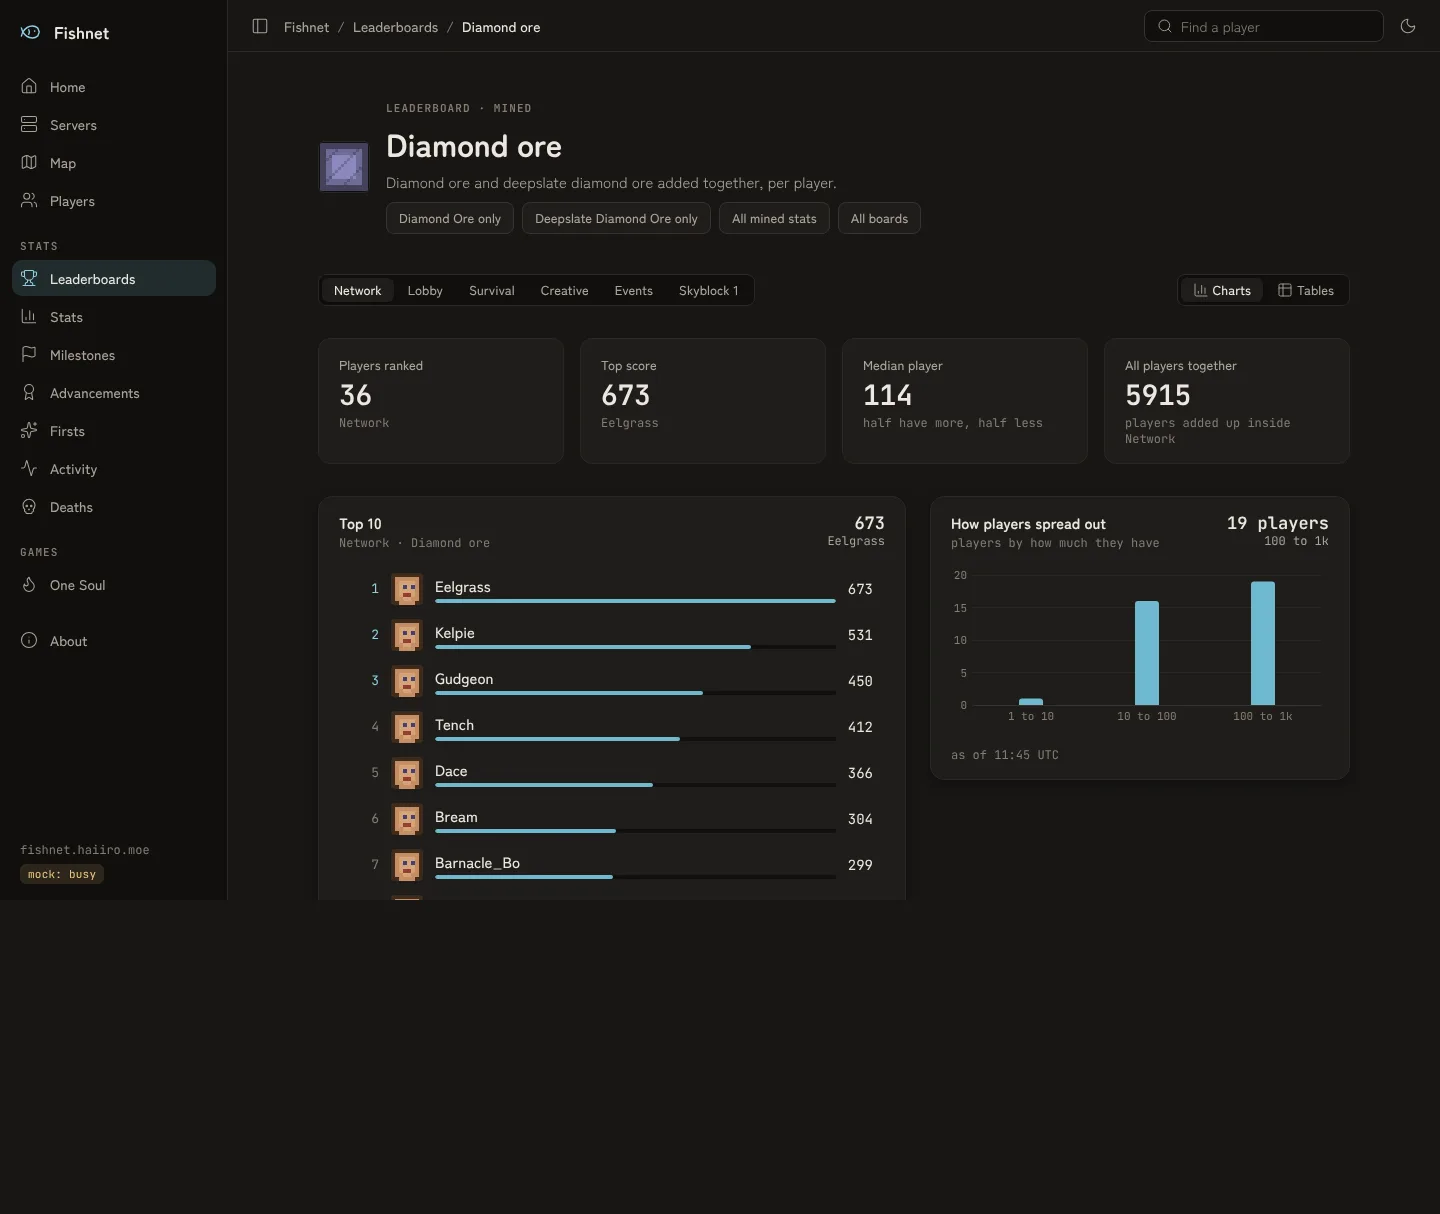 Fishnet
Home
Servers
Map
Players
STATS
Leaderboards
Stats
Milestones
Advancements
Firsts
Activity
Deaths
GAMES
One Soul
About
fishnet.haiiro.moe
mock: busy
Fishnet / Leaderboards / Diamond ore
Find a player
LEADERBOARD · MINED
Diamond ore
Diamond ore and deepslate diamond ore added together, per player.
Diamond Ore only
Deepslate Diamond Ore only
All mined stats
All boards
Network
Lobby
Survival
Creative
Events
Skyblock 1
Charts
Tables
Players ranked
36
Network
Top score
673
Eelgrass
Median player
114
half have more, half less
All players together
5915
players added up inside
Network
Top 10
Network · Diamond ore
673
Eelgrass
1 Eelgrass 673
2 Kelpie 531
3 Gudgeon 450
4 Tench 412
5 Dace 366
6 Bream 304
7 Barnacle_Bo 299
How players spread out
players by how much they have
19 players
100 to 1k
20
15
10
5
0
1 to 10
10 to 100
100 to 1k
as of 11:45 UTC